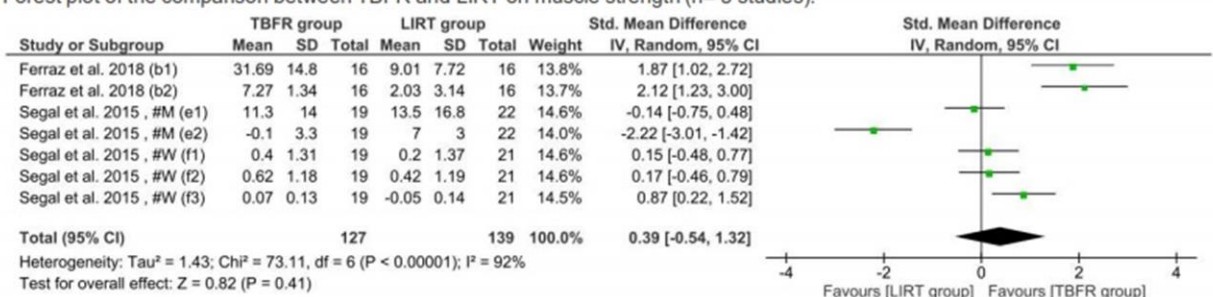 Forest plot of the comparison between TBFR and LIRT on muscle strength (n= 3 studies).
TBFR group LIRT group Std. Mean Difference Std. Mean Difference
Study or Subgroup Mean SD Total Mean SD Total Weight IV, Random, 95% CI IV, Random, 95% CI
Ferraz et al. 2018 (b1) 31.69 14.8 16 9.01 7.72 16 13.8% 1.87 [1.02, 2.72]
Ferraz et al. 2018 (b2) 7.27 1.34 16 2.03 3.14 16 13.7% 2.12 [1.23, 3.00]
Segal et al. 2015 , #M (e1) 11.3 14 19 13.5 16.8 22 14.6% -0.14 [-0.75, 0.48]
Segal et al. 2015 , #M (e2) -0.1 3.3 19 7 3 22 14.0% -2.22 [-3.01, -1.42]
Segal et al. 2015 , #W (f1) 0.4 1.31 19 0.2 1.37 21 14.6% 0.15 [-0.48, 0.77]
Segal et al. 2015 , #W (f2) 0.62 1.18 19 0.42 1.19 21 14.6% 0.17 [-0.46, 0.79]
Segal et al. 2015 , #W (f3) 0.07 0.13 19 -0.05 0.14 21 14.5% 0.87 [0.22, 1.52]
Total (95% CI) 127 139 100.0% 0.39 [-0.54, 1.32]
Heterogeneity: Tau² = 1.43; Chi² = 73.11, df = 6 (P < 0.00001); I² = 92%
-4 -2 0 2 4
Test for overall effect: Z = 0.82 (P = 0.41)
Favours [LIRT group] Favours [TBFR group]